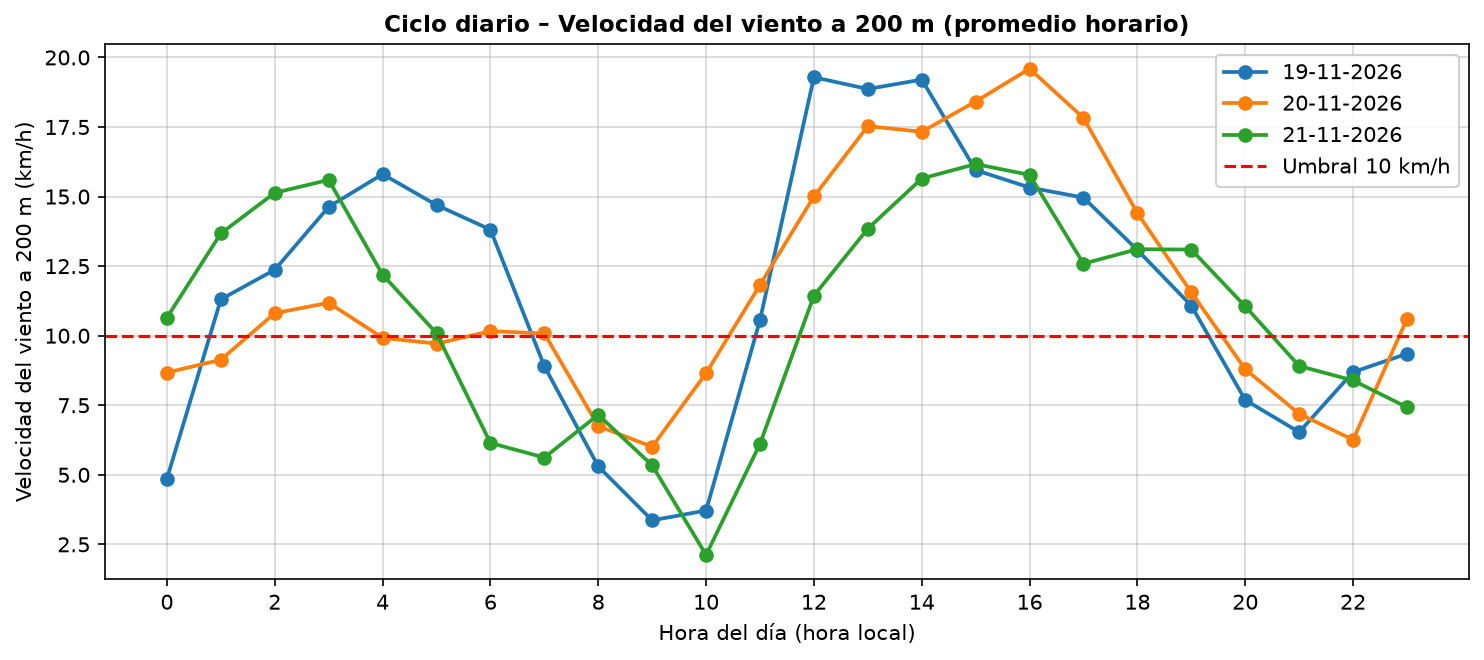 Ciclo diario – Velocidad del viento a 200 m (promedio horario)
Velocidad del viento a 200 m (km/h)
20.0
17.5
15.0
12.5
10.0
7.5
5.0
2.5
19-11-2026
20-11-2026
21-11-2026
Umbral 10 km/h
0 2 4 6 8 10 12 14 16 18 20 22
Hora del día (hora local)